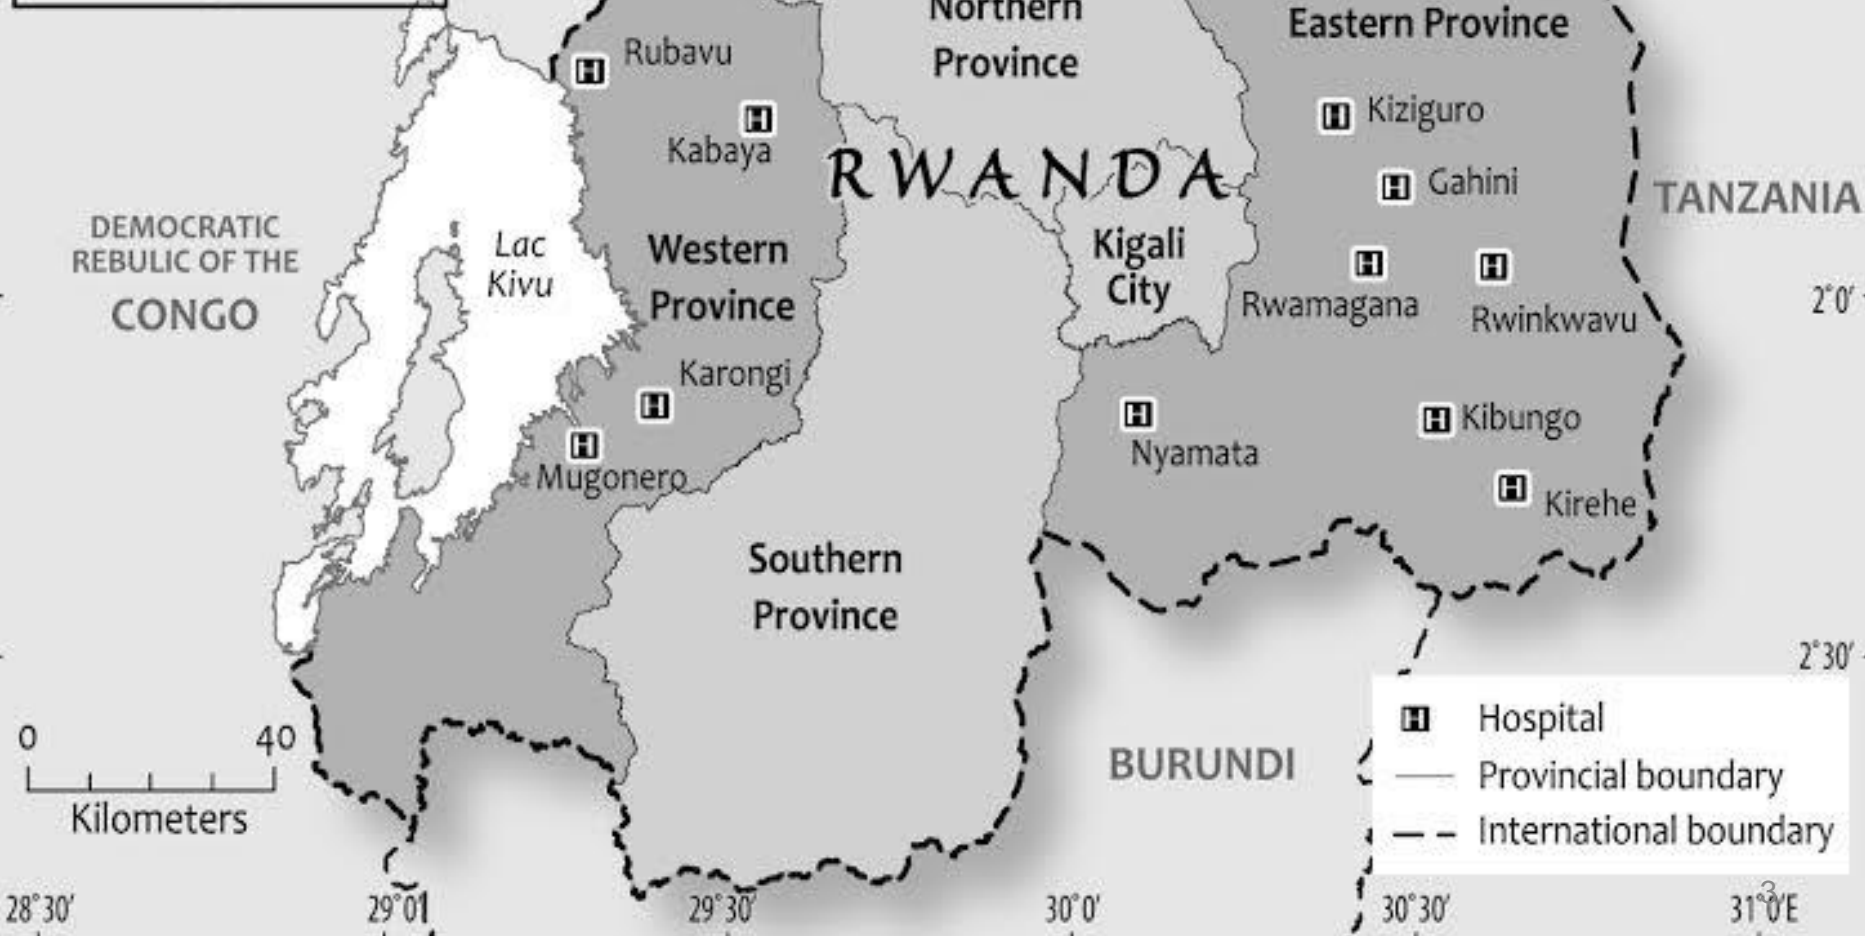 Northern
Province
Eastern Province
Rubavu
Kabaya
Kiziguro
RWANDA
Gahini
TANZANIA
DEMOCRATIC
REBULIC OF THE
CONGO
Lac
Kivu
Western
Province
Kigali
City
Rwamagana
Rwinkwavu
2°0'
Karongi
Mugonero
Nyamata
Kibungo
Kirehe
Southern
Province
2°30'
BURUNDI
0 40
Kilometers
H Hospital
Provincial boundary
International boundary
28°30' 29°0' 29°30' 30°0' 30°30' 31°0'E
3